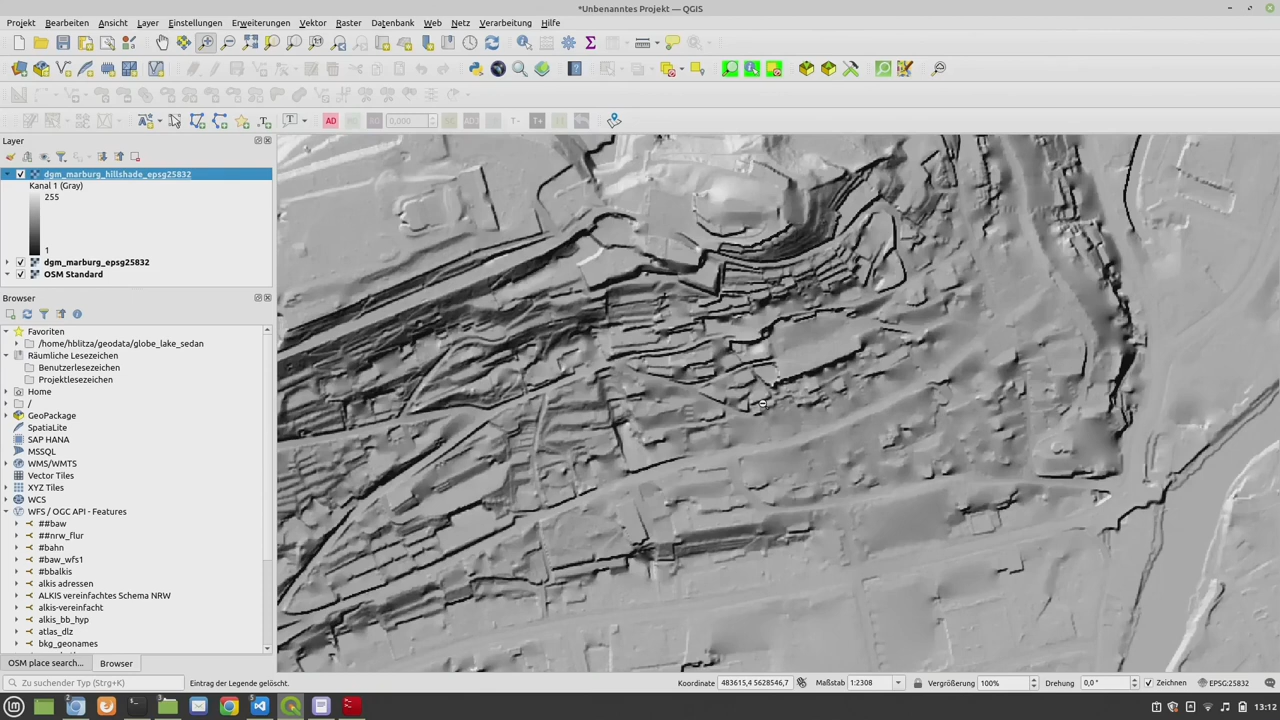 *Unbenanntes Projekt — QGIS
Projekt Bearbeiten Ansicht Layer Einstellungen Erweiterungen Vektor Raster Datenbank Web Netz Verarbeitung Hilfe
AD T- T+
0,000
Layer
dgm_marburg_hillshade_epsg25832
Kanal 1 (Gray)
255
1
dgm_marburg_epsg25832
OSM Standard
Browser
Favoriten
/home/hblitza/geodata/globe_lake_sedan
Räumliche Lesezeichen
Benutzerlesezeichen
Projektlesezeichen
Home
/
GeoPackage
SpatiaLite
SAP HANA
MSSQL
WMS/WMTS
Vector Tiles
XYZ Tiles
WCS
WFS / OGC API - Features
##baw
##nrw_flur
#bahn
#baw_wfs1
#bbalkis
alkis adressen
ALKIS vereinfachtes Schema NRW
alkis-vereinfacht
alkis_bb_hyp
atlas_dlz
bkg_geonames
OSM place search... Browser
Zu suchender Typ (Strg+K) Eintrag der Legende gelöscht. Koordinate 483615,4 5628546,7 Maßstab 1:2308 Vergrößerung 100% Drehung 0,0 ° Zeichnen EPSG:25832
13:12